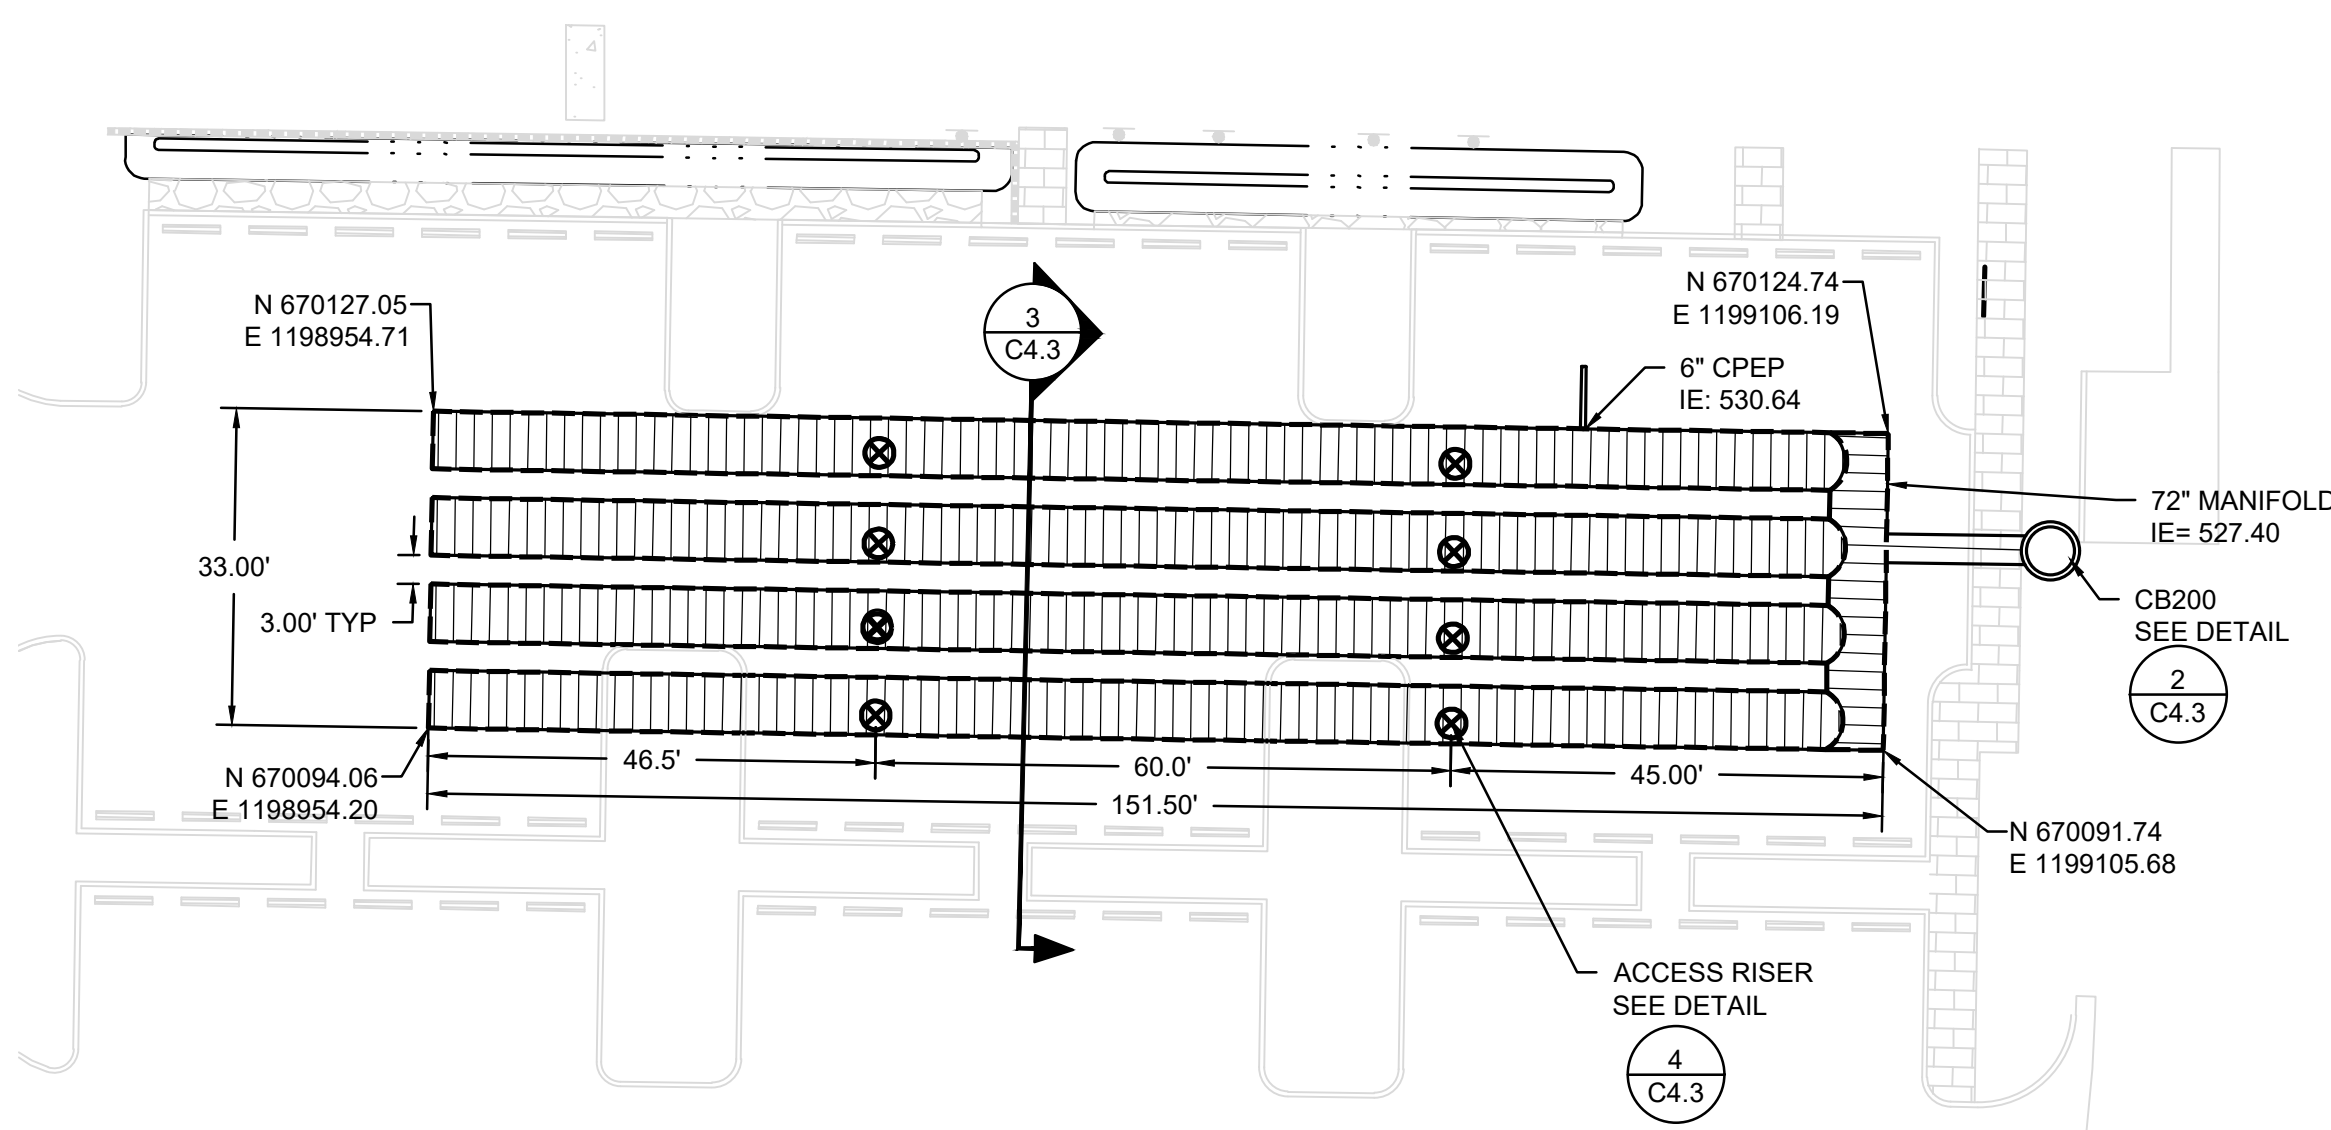 N 670127.05
E 1198954.71
3
C4.3
N 670124.74
E 1199106.19
6" CPEP
IE: 530.64
72" MANIFOLD
IE= 527.40
33.00'
3.00' TYP
CB200
SEE DETAIL
2
C4.3
46.5'
60.0'
45.00'
151.50'
N 670094.06
E 1198954.20
N 670091.74
E 1199105.68
ACCESS RISER
SEE DETAIL
4
C4.3